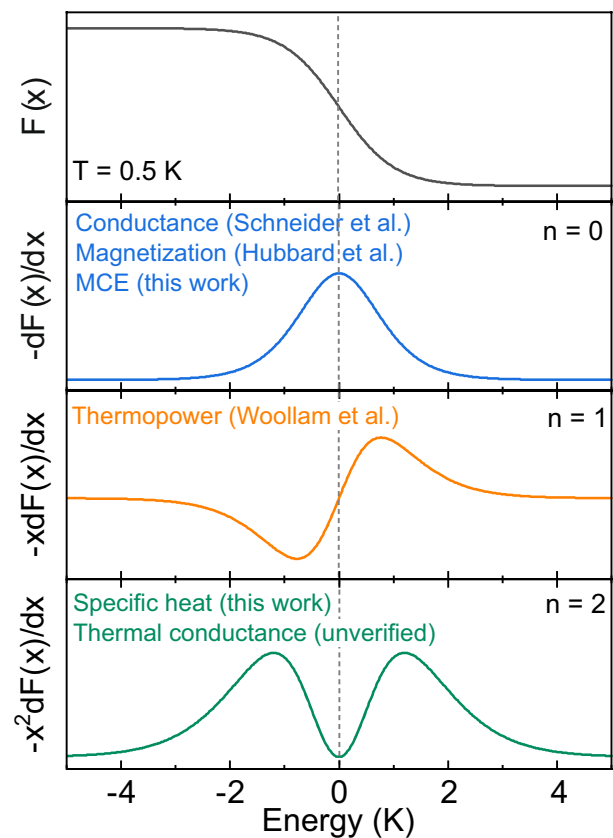 F (x)
T = 0.5 K
-dF(x)/dx
Conductance (Schneider et al.)
Magnetization (Hubbard et al.)
MCE (this work)
n = 0
-xdF(x)/dx
Thermopower (Woollam et al.)
n = 1
-x²dF(x)/dx
Specific heat (this work)
Thermal conductance (unverified)
n = 2
-4 -2 0 2 4
Energy (K)